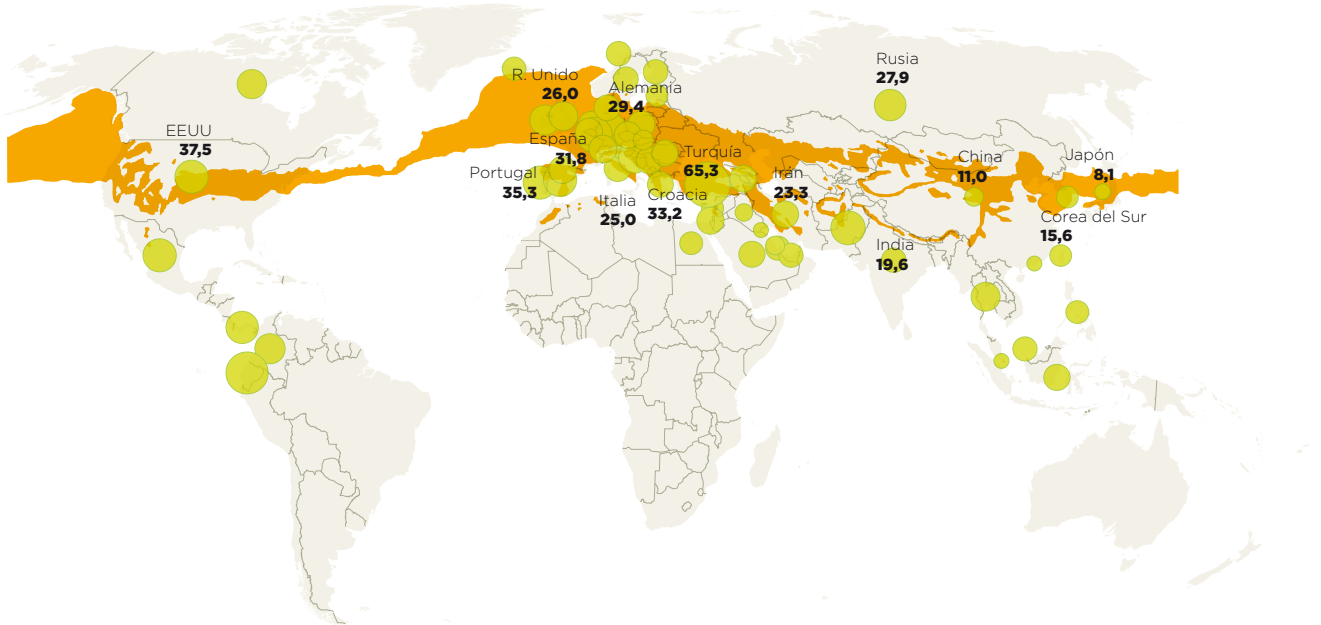 Rusia
27,9
R. Unido
26,0
Alemania
29,4
EEUU
37,5
España
31,8
Turquía
65,3
China
11,0
Japón
8,1
Portugal
35,3
Irán
23,3
Croacia
33,2
Italia
25,0
Corea del Sur
15,6
India
19,6